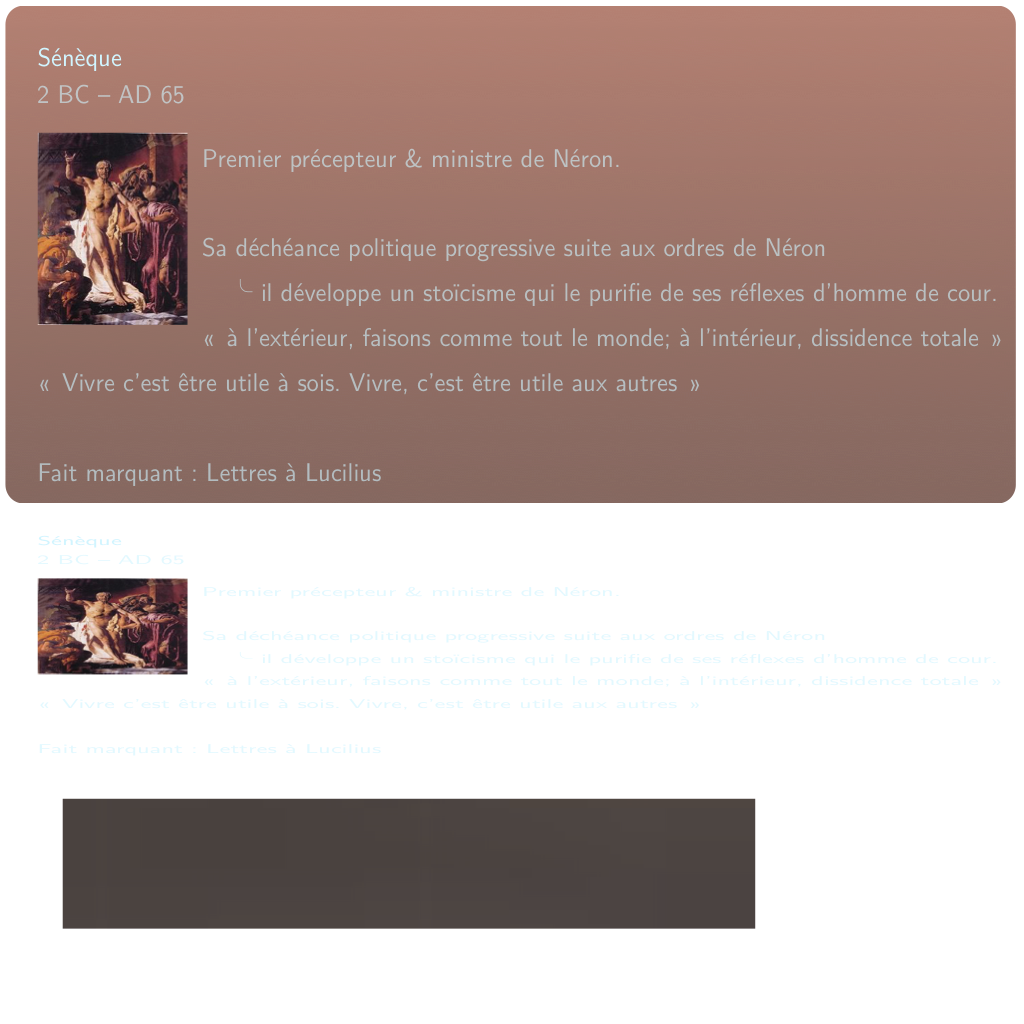 Sénèque
2 BC – AD 65
Premier précepteur & ministre de Néron.
Sa déchéance politique progressive suite aux ordres de Néron
╰ il développe un stoïcisme qui le purifie de ses réflexes d'homme de cour.
« à l'extérieur, faisons comme tout le monde; à l'intérieur, dissidence totale »
« Vivre c'est être utile à sois. Vivre, c'est être utile aux autres »
Fait marquant : Lettres à Lucilius
Sénèque
2 BC – AD 65
Premier précepteur & ministre de Néron.
Sa déchéance politique progressive suite aux ordres de Néron
╰ il développe un stoïcisme qui le purifie de ses réflexes d'homme de cour.
« à l'extérieur, faisons comme tout le monde; à l'intérieur, dissidence totale »
« Vivre c'est être utile à sois. Vivre, c'est être utile aux autres »
Fait marquant : Lettres à Lucilius